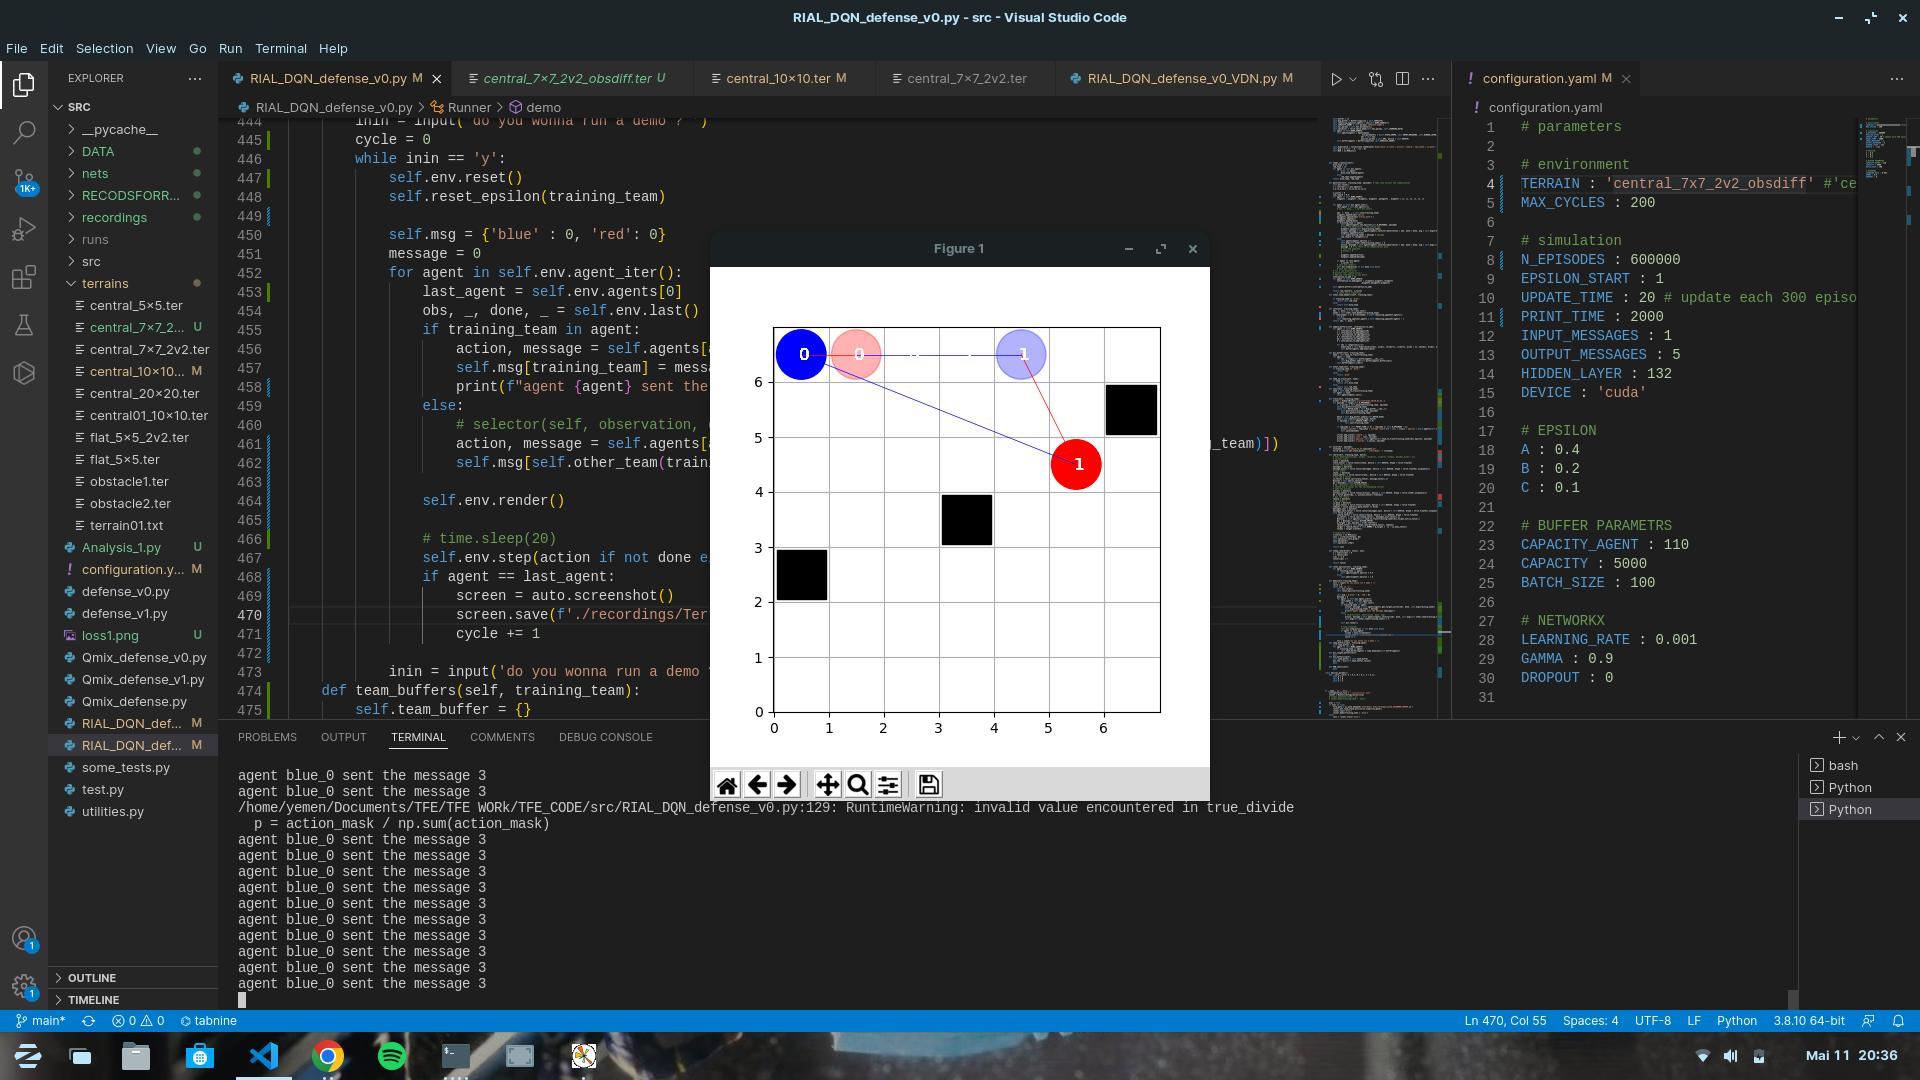 RIAL_DQN_defense_v0.py - src - Visual Studio Code
File Edit Selection View Go Run Terminal Help
EXPLORER
SRC
__pycache__
DATA
nets
RECODSFORR...
recordings
runs
src
terrains
central_5×5.ter
central_7×7_2... U
central_7×7_2v2.ter
central_10×10... M
central_20×20.ter
central01_10×10.ter
flat_5×5_2v2.ter
flat_5×5.ter
obstacle1.ter
obstacle2.ter
terrain01.txt
Analysis_1.py U
! configuration.y... M
defense_v0.py
defense_v1.py
loss1.png U
Qmix_defense_v0.py
Qmix_defense_v1.py
Qmix_defense.py
RIAL_DQN_def... M
RIAL_DQN_def... M
some_tests.py
test.py
utilities.py
OUTLINE
TIMELINE
1K+
1
1
RIAL_DQN_defense_v0.py M central_7×7_2v2_obsdiff.ter U central_10×10.ter M central_7×7_2v2.ter RIAL_DQN_defense_v0_VDN.py M
RIAL_DQN_defense_v0.py > Runner > demo
444 inin = input('do you wonna run a demo ? ')
445 cycle = 0
446 while inin == 'y':
447 self.env.reset()
448 self.reset_epsilon(training_team)
449
450 self.msg = {'blue' : 0, 'red': 0}
451 message = 0
452 for agent in self.env.agent_iter():
453 last_agent = self.env.agents[0]
454 obs, _, done, _ = self.env.last()
455 if training_team in agent:
456 action, message = self.agents[
457 self.msg[training_team] = mess
458 print(f"agent {agent} sent the
459 else:
460 # selector(self, observation,
461 action, message = self.agents[ g_team)])
462 self.msg[self.other_team(train
463
464 self.env.render()
465
466 # time.sleep(20)
467 self.env.step(action if not done e
468 if agent == last_agent:
469 screen = auto.screenshot()
470 screen.save(f'./recordings/Ter
471 cycle += 1
472
473 inin = input('do you wonna run a demo
474 def team_buffers(self, training_team):
475 self.team_buffer = {}
Figure 1
0 0 1
1
6
5
4
3
2
1
0
0 1 2 3 4 5 6
! configuration.yaml M
! configuration.yaml
1 # parameters
2
3 # environment
4 TERRAIN : 'central_7x7_2v2_obsdiff' #'ce
5 MAX_CYCLES : 200
6
7 # simulation
8 N_EPISODES : 600000
9 EPSILON_START : 1
10 UPDATE_TIME : 20 # update each 300 episo
11 PRINT_TIME : 2000
12 INPUT_MESSAGES : 1
13 OUTPUT_MESSAGES : 5
14 HIDDEN_LAYER : 132
15 DEVICE : 'cuda'
16
17 # EPSILON
18 A : 0.4
19 B : 0.2
20 C : 0.1
21
22 # BUFFER PARAMETRS
23 CAPACITY_AGENT : 110
24 CAPACITY : 5000
25 BATCH_SIZE : 100
26
27 # NETWORKX
28 LEARNING_RATE : 0.001
29 GAMMA : 0.9
30 DROPOUT : 0
31
PROBLEMS OUTPUT TERMINAL COMMENTS DEBUG CONSOLE
agent blue_0 sent the message 3
agent blue_0 sent the message 3
/home/yemen/Documents/TFE/TFE WORk/TFE_CODE/src/RIAL_DQN_defense_v0.py:129: RuntimeWarning: invalid value encountered in true_divide
p = action_mask / np.sum(action_mask)
agent blue_0 sent the message 3
agent blue_0 sent the message 3
agent blue_0 sent the message 3
agent blue_0 sent the message 3
agent blue_0 sent the message 3
agent blue_0 sent the message 3
agent blue_0 sent the message 3
agent blue_0 sent the message 3
agent blue_0 sent the message 3
agent blue_0 sent the message 3
bash
Python
Python
main* 0 0 tabnine Ln 470, Col 55 Spaces: 4 UTF-8 LF Python 3.8.10 64-bit
Mai 11 20:36